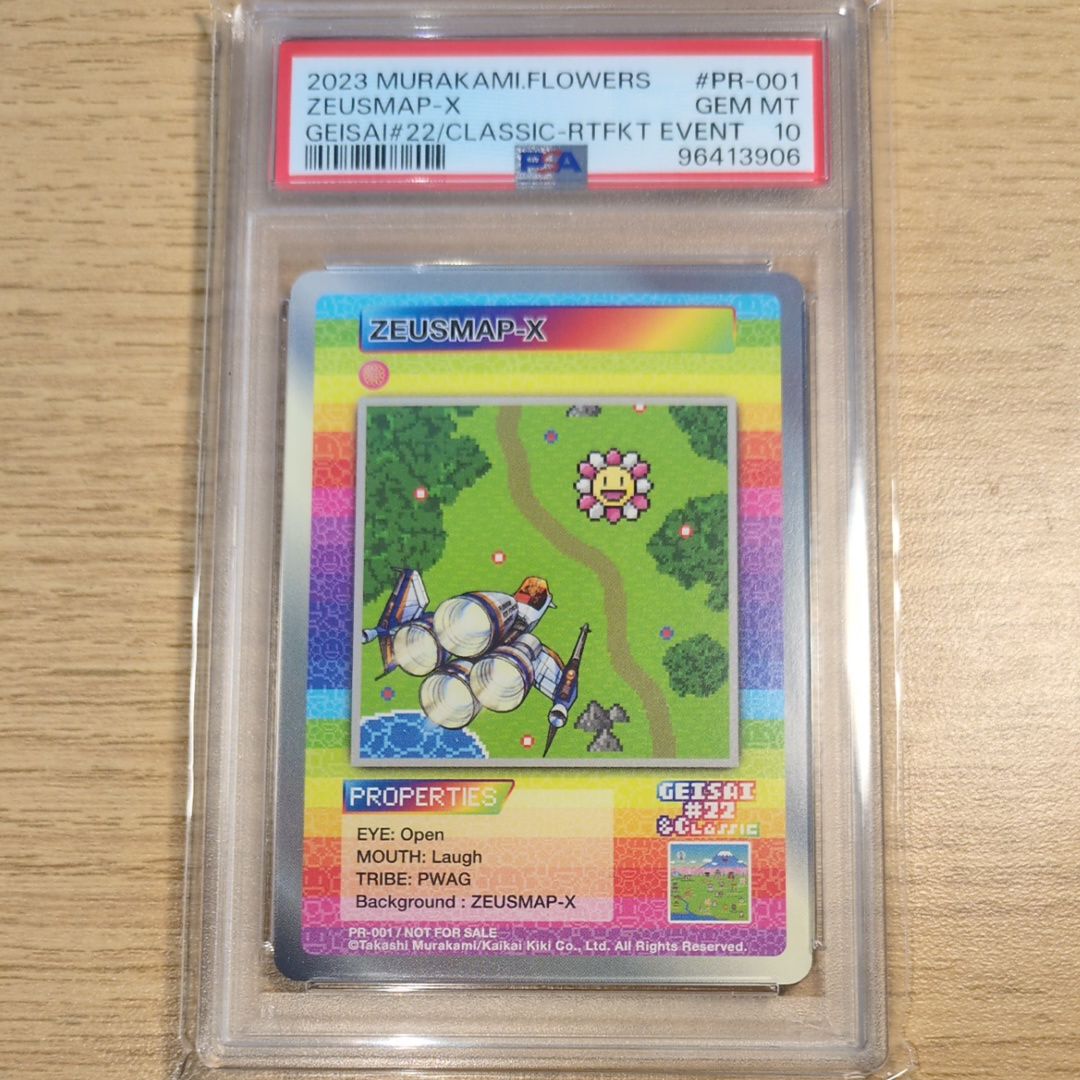 2023 MURAKAMI.FLOWERS #PR-001
ZEUSMAP-X GEM MT
GEISAI#22/CLASSIC-RTFKT EVENT 10
PSA 96413906
ZEUSMAP-X
PROPERTIES
EYE: Open
MOUTH: Laugh
TRIBE: PWAG
Background : ZEUSMAP-X
GEISAI
#22
&CLASSIC
PR-001 / NOT FOR SALE
©Takashi Murakami/Kaikai Kiki Co., Ltd. All Rights Reserved.